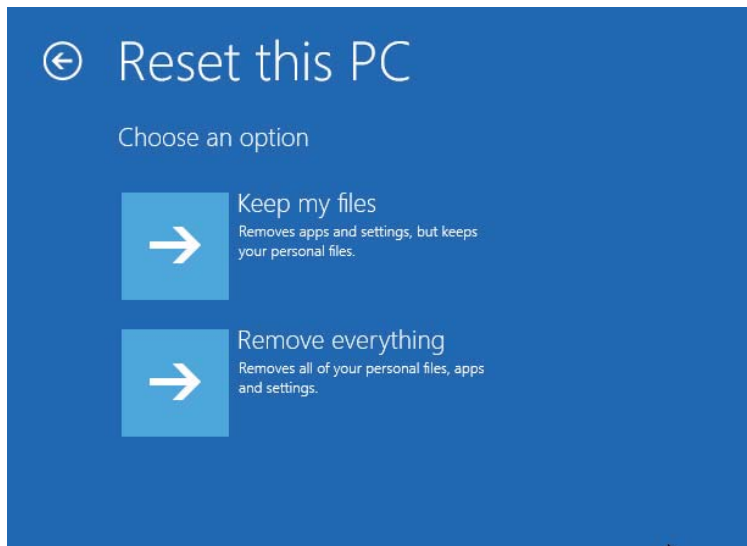 Reset this PC
Choose an option
Keep my files
Removes apps and settings, but keeps
your personal files.
Remove everything
Removes all of your personal files, apps
and settings.